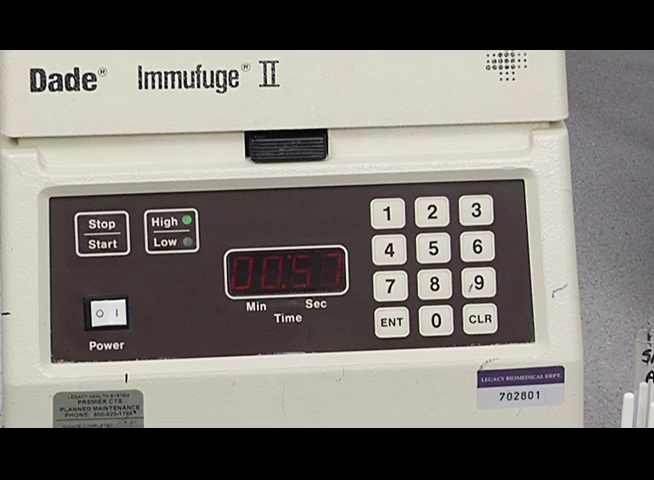 Dade® Immufuge® II
Stop
Start
High
Low
00:57
Min Sec
Time
1 2 3
4 5 6
7 8 9
ENT 0 CLR
O I
Power
LEGACY HEALTH SYSTEM
PREMIER CTS
PLANNED MAINTENANCE
LEGACY BIOMEDICAL DEPT.
702801